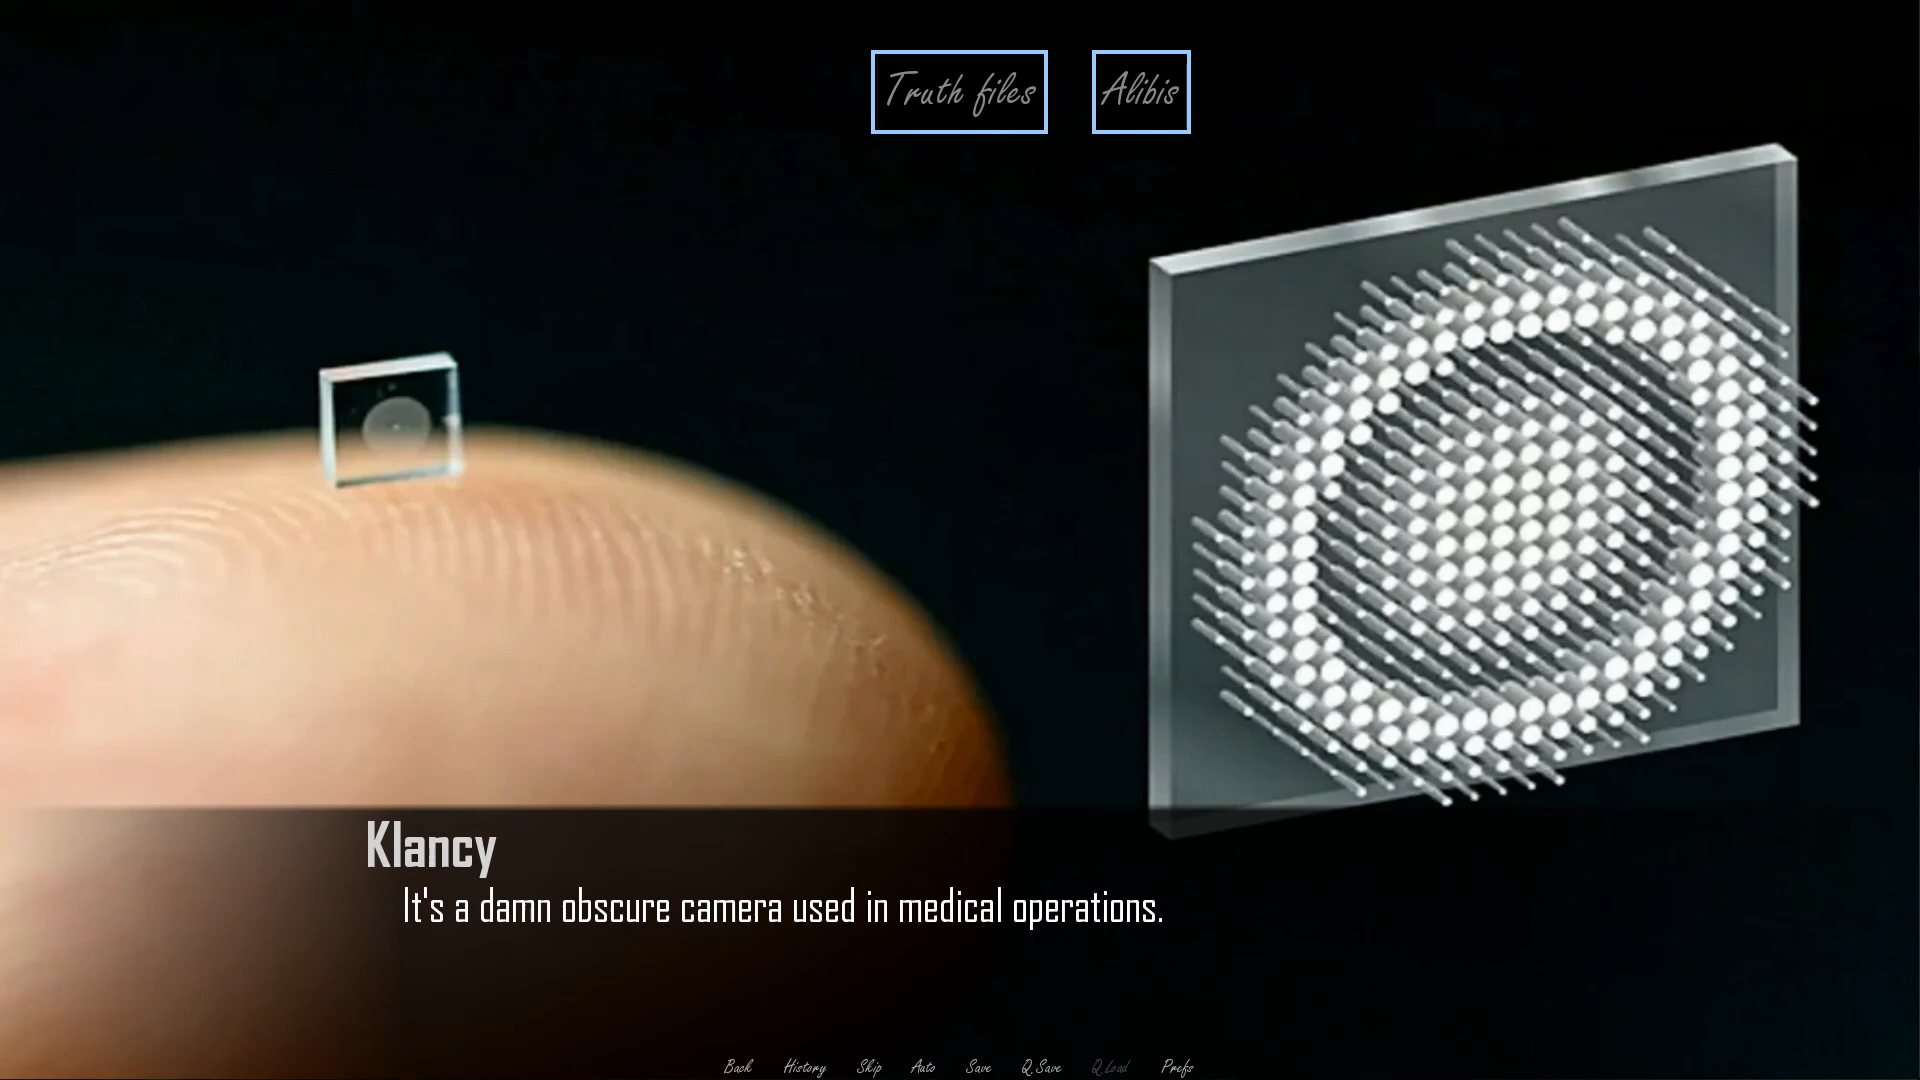 Truth files
Alibis
Klancy
It's a damn obscure camera used in medical operations.
Back History Skip Auto Save Q.Save Q.Load Prefs